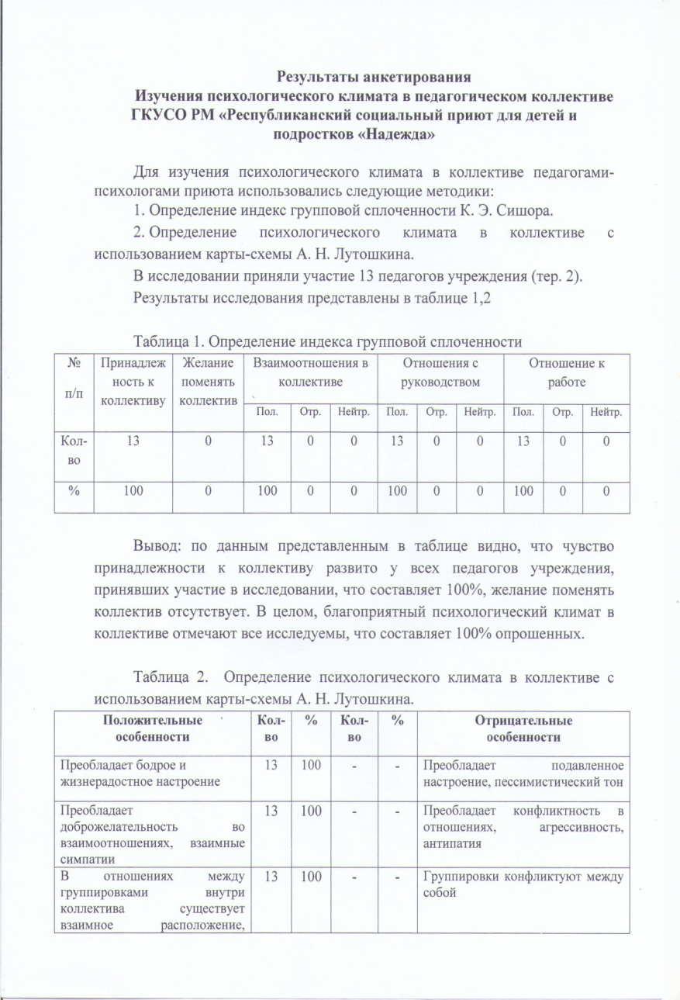 Результаты анкетирования
Изучения психологического климата в педагогическом коллективе
ГКУСО РМ «Республиканский социальный приют для детей и
подростков «Надежда»
Для изучения психологического климата в коллективе педагогами-
психологами приюта использовались следующие методики:
1. Определение индекс групповой сплоченности К. Э. Сишора.
2. Определение психологического климата в коллективе с
использованием карты-схемы А. Н. Лутошкина.
В исследовании приняли участие 13 педагогов учреждения (тер. 2).
Результаты исследования представлены в таблице 1,2
Таблица 1. Определение индекса групповой сплоченности
№ Принадлеж Желание Взаимоотношения в Отношения с Отношение к
п/п ность к поменять коллективе руководством работе
коллективу коллектив
Пол. Отр. Нейтр. Пол. Отр. Нейтр. Пол. Отр. Нейтр.
Кол- 13 0 13 0 0 13 0 0 13 0 0
во
% 100 0 100 0 0 100 0 0 100 0 0
Вывод: по данным представленным в таблице видно, что чувство
принадлежности к коллективу развито у всех педагогов учреждения,
принявших участие в исследовании, что составляет 100%, желание поменять
коллектив отсутствует. В целом, благоприятный психологический климат в
коллективе отмечают все исследуемы, что составляет 100% опрошенных.
Таблица 2. Определение психологического климата в коллективе с
использованием карты-схемы А. Н. Лутошкина.
Положительные Кол- % Кол- % Отрицательные
особенности во во особенности
Преобладает бодрое и 13 100 - - Преобладает подавленное
жизнерадостное настроение настроение, пессимистический тон
Преобладает 13 100 - - Преобладает конфликтность в
доброжелательность во отношениях, агрессивность,
взаимоотношениях, взаимные антипатия
симпатии
В отношениях между 13 100 - - Группировки конфликтуют между
группировками внутри собой
коллектива существует
взаимное расположение,